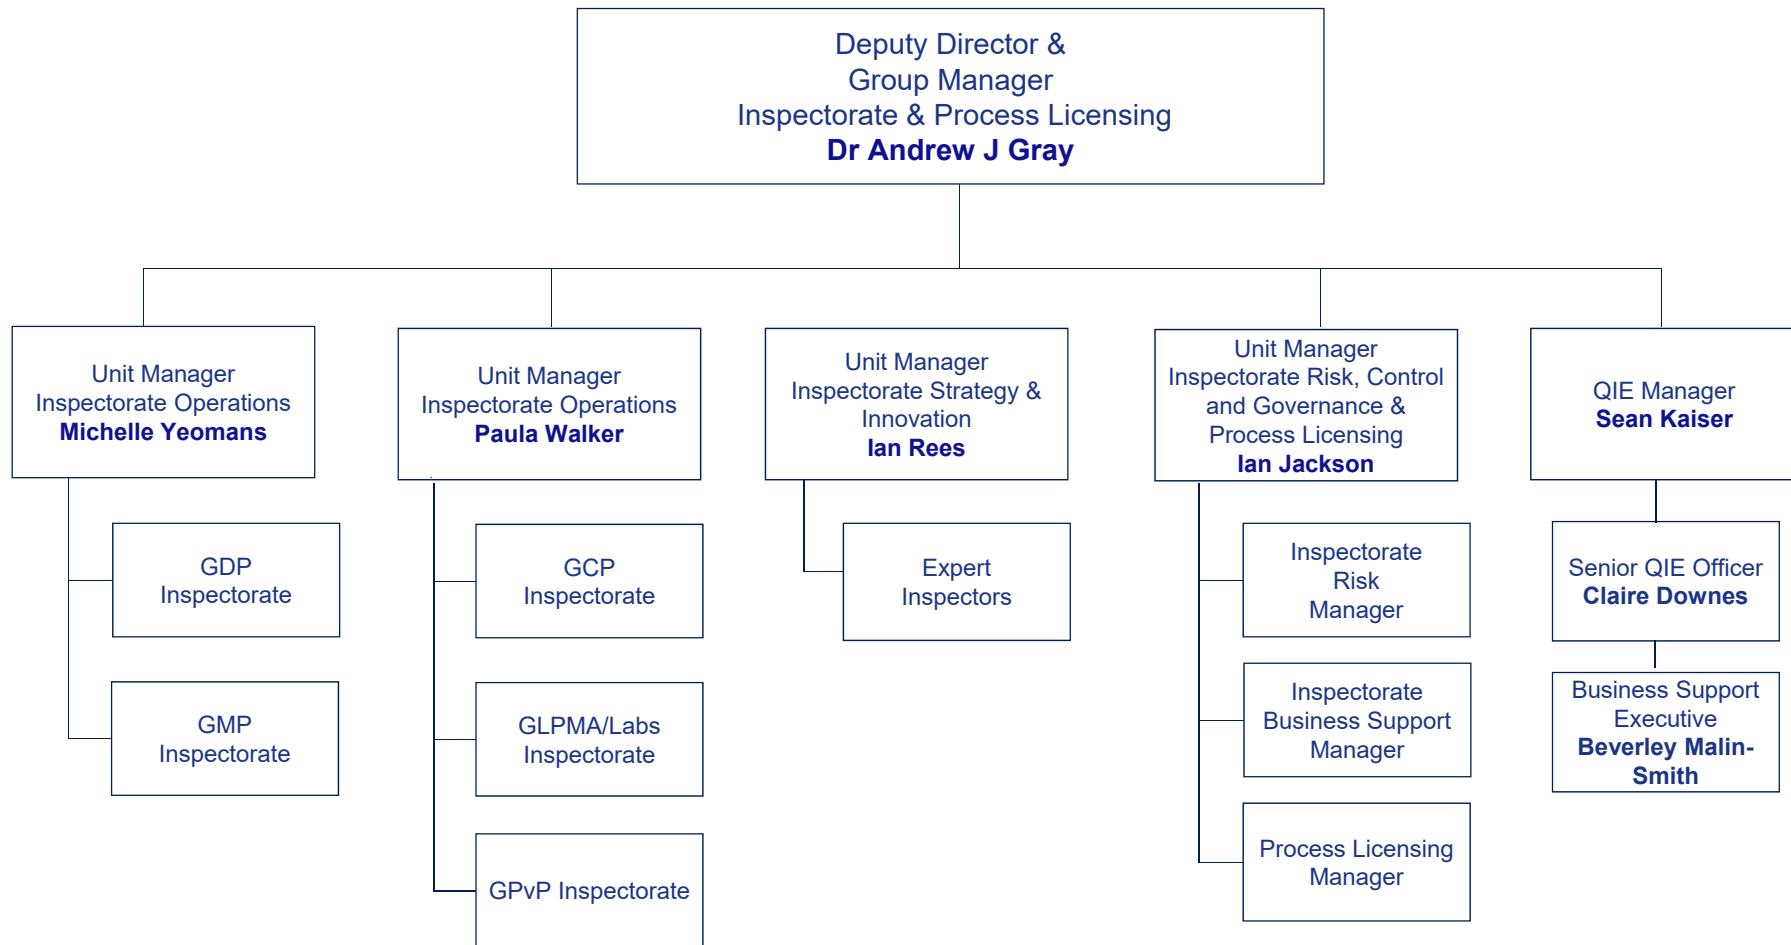 Deputy Director &
Group Manager
Inspectorate & Process Licensing
Dr Andrew J Gray
Unit Manager
Inspectorate Operations
Michelle Yeomans
GDP
Inspectorate
GMP
Inspectorate
Unit Manager
Inspectorate Operations
Paula Walker
GCP
Inspectorate
GLPMA/Labs
Inspectorate
GPvP Inspectorate
Unit Manager
Inspectorate Strategy &
Innovation
Ian Rees
Expert
Inspectors
Unit Manager
Inspectorate Risk, Control
and Governance &
Process Licensing
Ian Jackson
Inspectorate
Risk
Manager
Inspectorate
Business Support
Manager
Process Licensing
Manager
QIE Manager
Sean Kaiser
Senior QIE Officer
Claire Downes
Business Support
Executive
Beverley Malin-
Smith